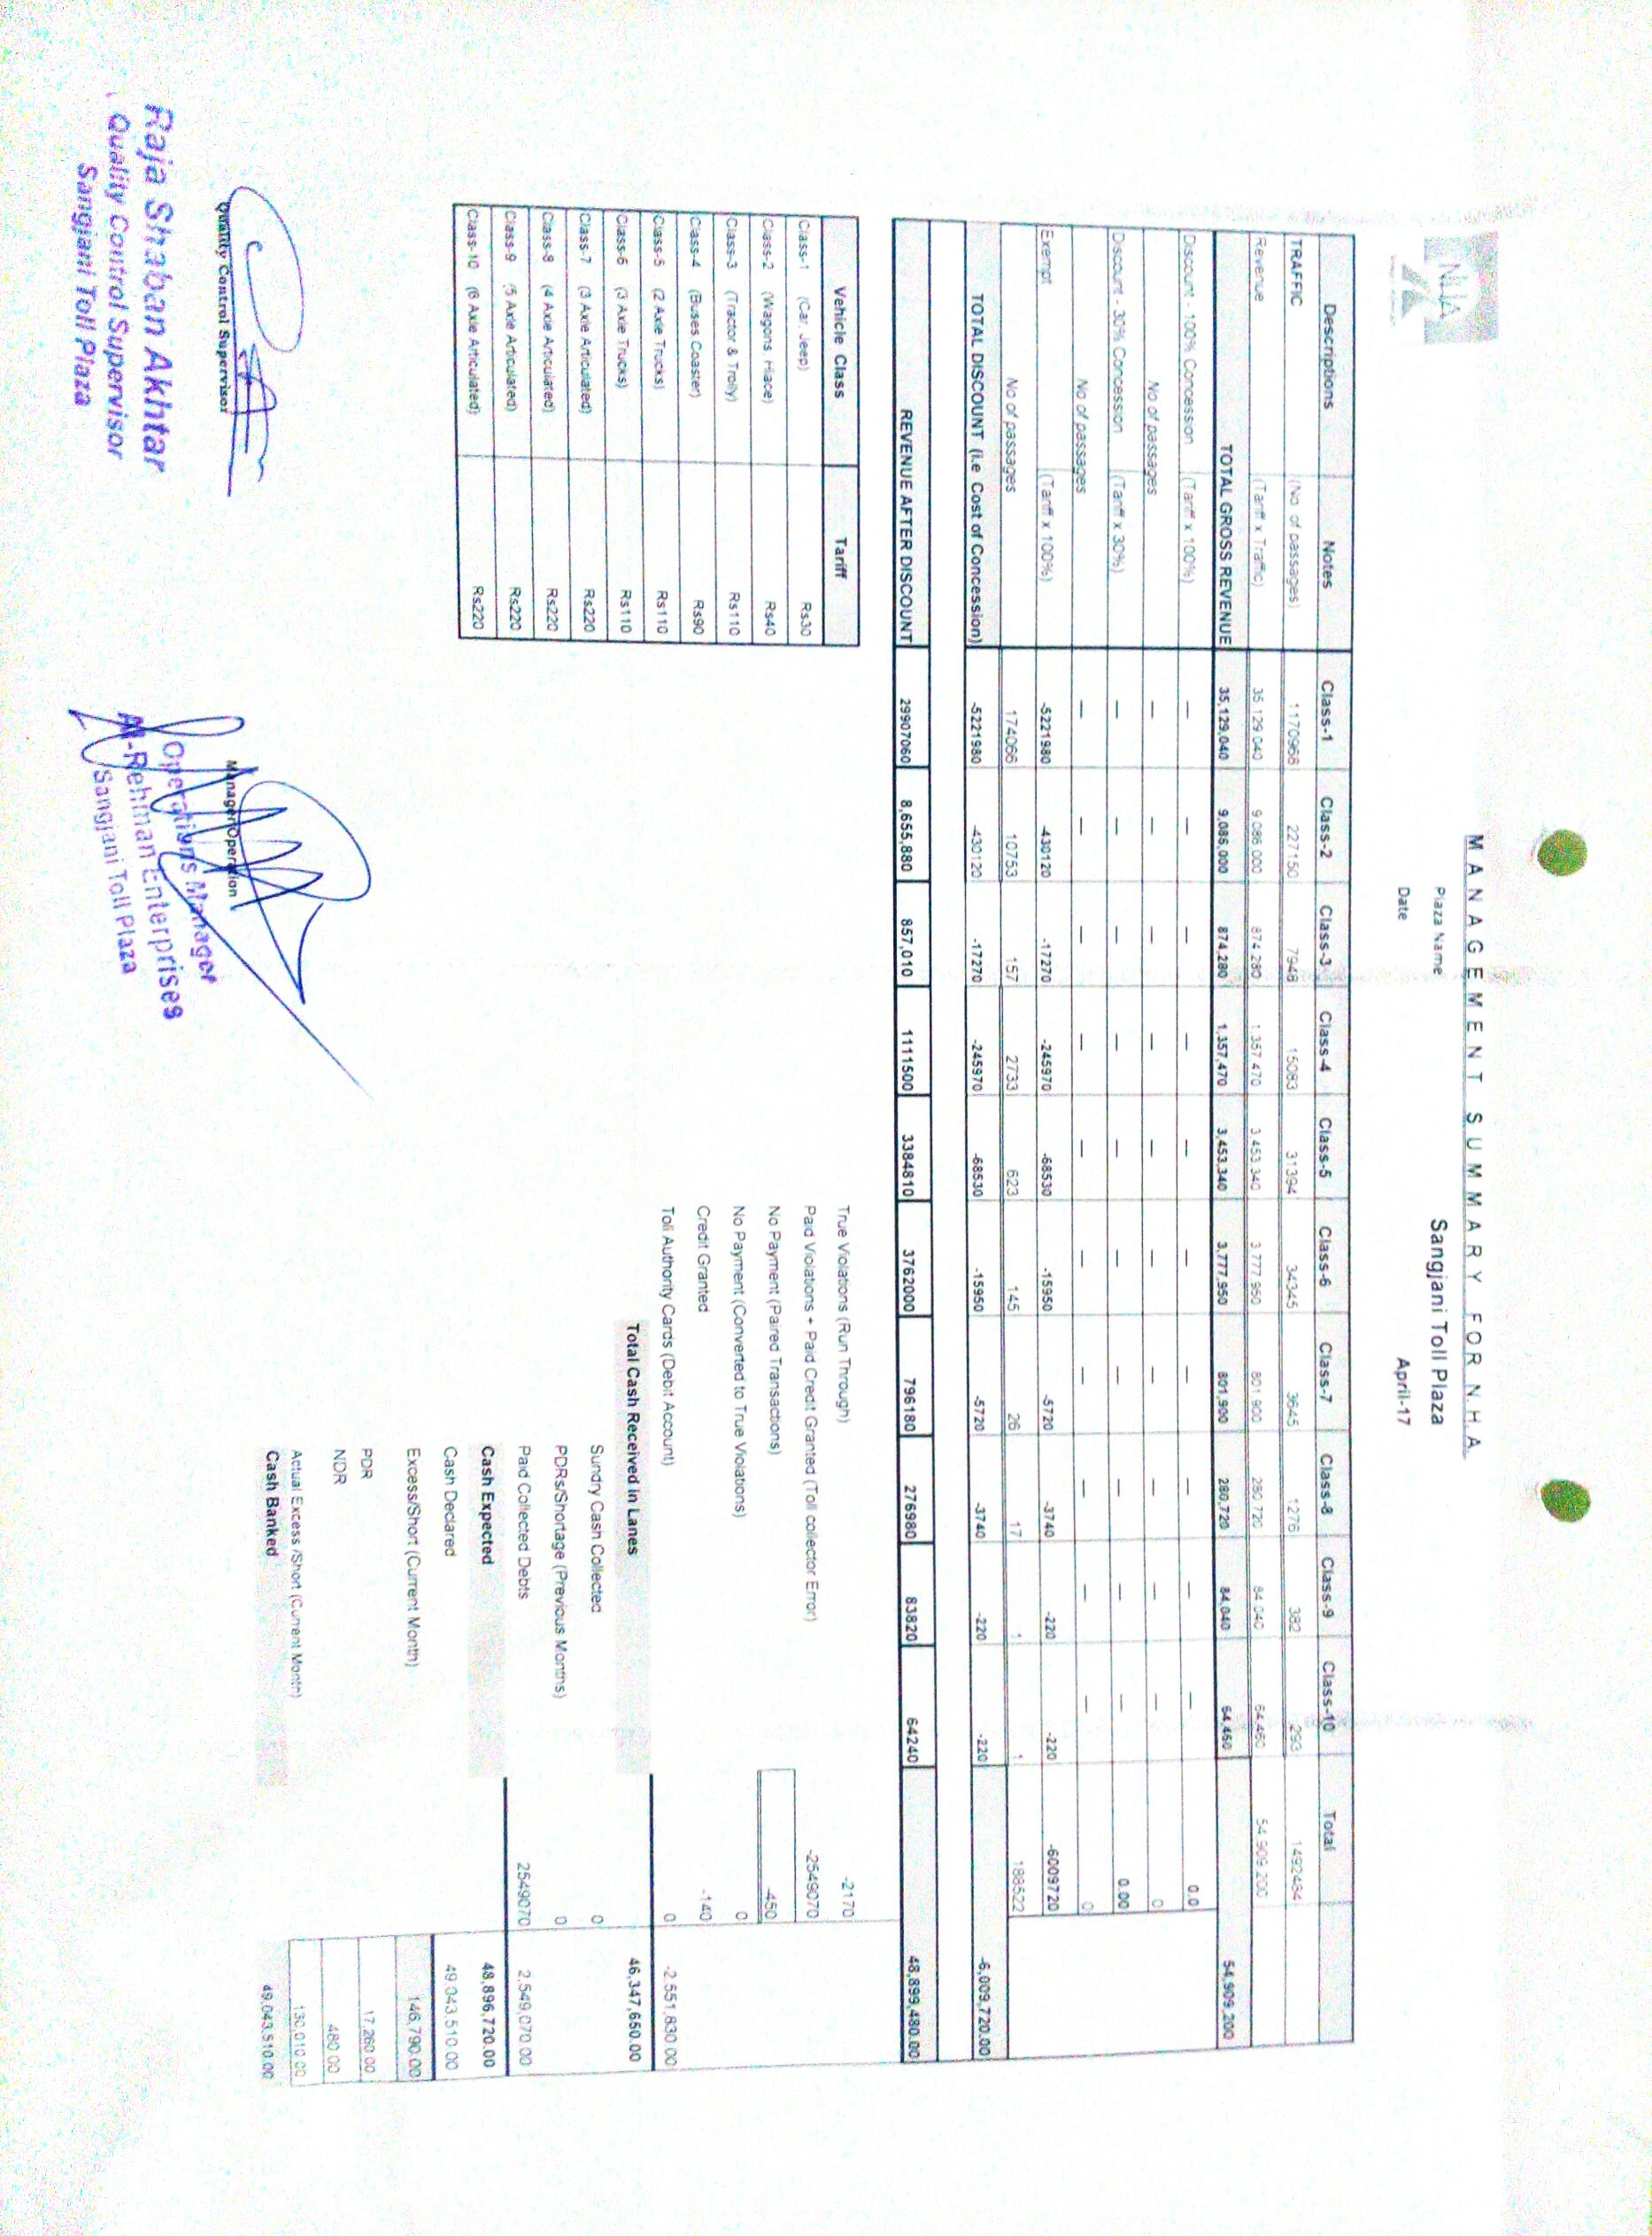 NHA
MANAGEMENT SUMMARY FOR N.H.A.
Plaza Name Sangjani Toll Plaza
Date April-17
Descriptions Notes Class-1 Class-2 Class-3 Class-4 Class-5 Class-6 Class-7 Class-8 Class-9 Class-10 Total
TRAFFIC (No. of passages) 1170968 227150 7948 15083 31394 34345 3645 1276 382 293 1492484
Revenue (Tariff x Traffic) 35,129,040 9,086,000 874,280 1,357,470 3,453,340 3,777,950 801,900 280,720 84,040 64,460 54,909,200
TOTAL GROSS REVENUE 35,129,040 9,086,000 874,280 1,357,470 3,453,340 3,777,950 801,900 280,720 84,040 64,460 54,909,200
Discount - 100% Concession (Tariff x 100%) — — — — — — — — — — 0.0
No of passages — — — — — — — — — — 0
Discount - 30% Concession (Tariff x 30%) — — — — — — — — — — 0.00
No of passages — — — — — — — — — — 0
Exempt (Tariff x 100%) -5221980 -430120 -17270 -245970 -68530 -15950 -5720 -3740 -220 -220 -6009720
No of passages 174066 10753 157 2733 623 145 26 17 1 1 188522
TOTAL DISCOUNT (i.e Cost of Concession) -5221980 -430120 -17270 -245970 -68530 -15950 -5720 -3740 -220 -220 -6,009,720.00
REVENUE AFTER DISCOUNT 29907060 8,655,880 857,010 1111500 3384810 3762000 796180 276980 83820 64240 48,899,480.00
Vehicle Class Tariff
Class-1 (Car, Jeep) Rs30
Class-2 (Wagons, Hiace) Rs40
Class-3 (Tractor & Trolly) Rs110
Class-4 (Buses,Coaster) Rs90
Class-5 (2 Axle Trucks) Rs110
Class-6 (3 Axle Trucks) Rs110
Class-7 (3 Axle Articulated) Rs220
Class-8 (4 Axle Articulated) Rs220
Class-9 (5 Axle Articulated) Rs220
Class-10 (6 Axle Articulated) Rs220
True Violations (Run Through) -2170
Paid Violations + Paid Credit Granted (Toll collector Error) -2549070
No Payment (Paired Transactions) -450
No Payment (Converted to True Violations) 0
Credit Granted -140
Toll Authority Cards (Debit Account) 0 -2,551,830.00
Total Cash Received in Lanes 46,347,650.00
Sundry Cash Collected 0
PDRs/Shortage (Previous Months) 0
Paid Collected Debts 2549070 2,549,070.00
Cash Expected 48,896,720.00
Cash Declared 49,043,510.00
Excess/Short (Current Month) 146,790.00
PDR 17,260.00
NDR 480.00
Actual Excess /Short (Current Month) 130,010.00
Cash Banked 49,043,510.00
Quality Control Supervisor
Raja Shaban Akhtar
Quality Control Supervisor
Sangjani Toll Plaza
Manager Operation
Operations Manager
Al-Rehman Enterprises
Sangjani Toll Plaza